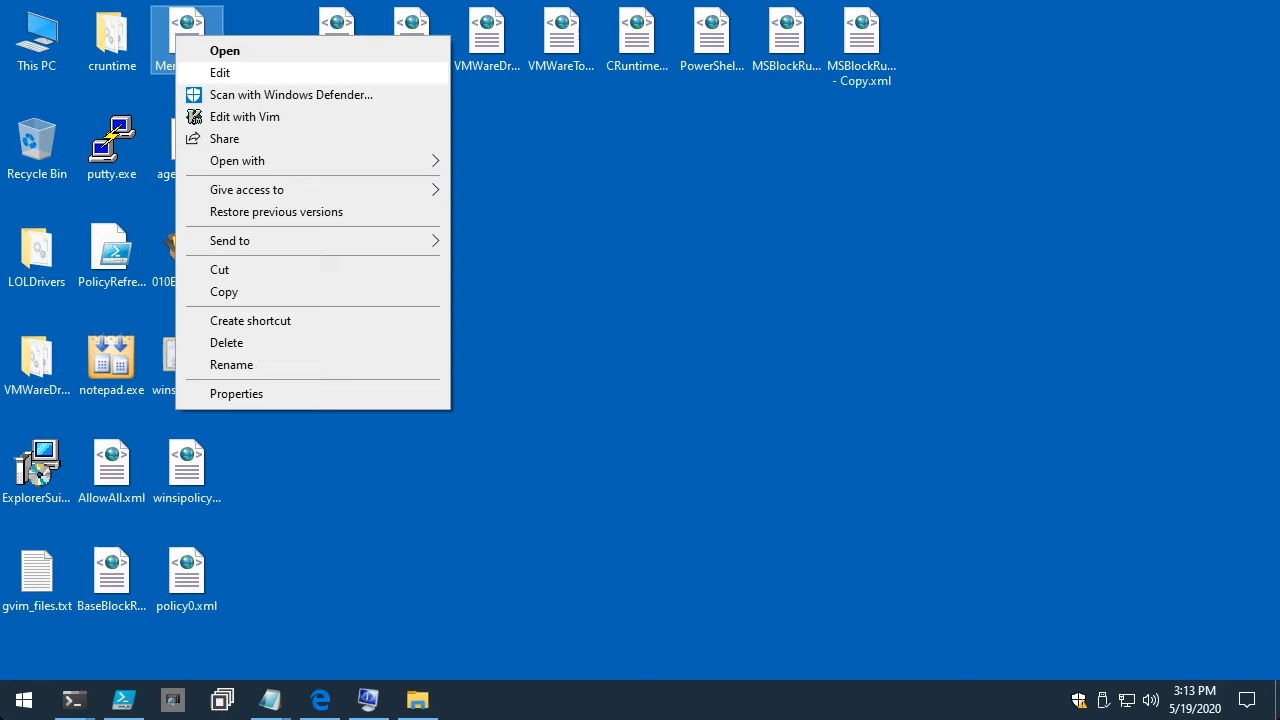 This PC
cruntime
Mer
VMWareDr...
VMWareTo...
CRuntime...
PowerShel...
MSBlockRu...
MSBlockRu...
- Copy.xml
Open
Edit
Scan with Windows Defender...
Edit with Vim
Share
Open with
Give access to
Restore previous versions
Send to
Cut
Copy
Create shortcut
Delete
Rename
Properties
Recycle Bin
putty.exe
age
LOLDrivers
PolicyRefre...
010E
VMWareDr...
notepad.exe
wins
ExplorerSui...
AllowAll.xml
winsipolicy...
gvim_files.txt
BaseBlockR...
policy0.xml
3:13 PM
5/19/2020